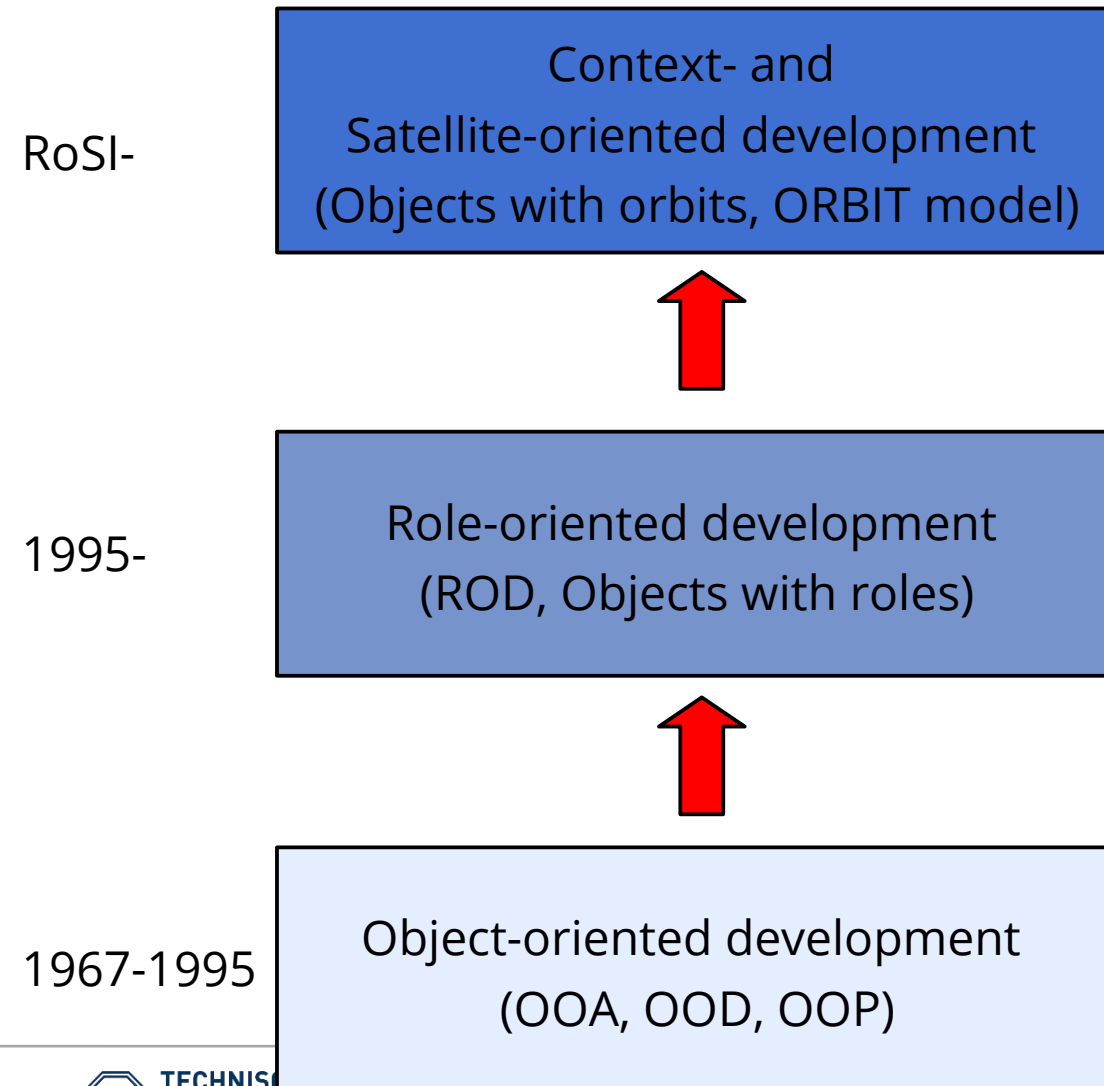 RoSI-
Context- and
Satellite-oriented development
(Objects with orbits, ORBIT model)
1995-
Role-oriented development
(ROD, Objects with roles)
1967-1995
Object-oriented development
(OOA, OOD, OOP)